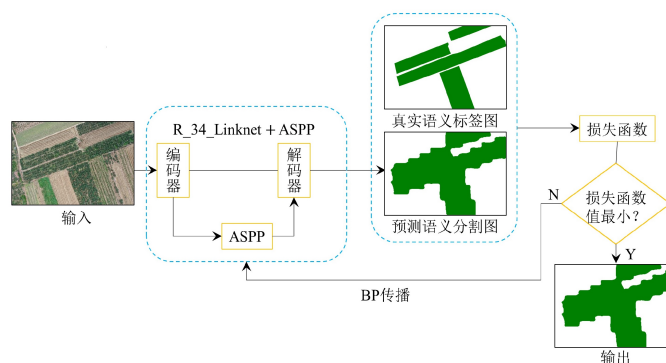 输入
R_34_Linknet＋ASPP
编码器
解码器
ASPP
真实语义标签图
预测语义分割图
损失函数
损失函数
值最小？
N
Y
BP传播
输出